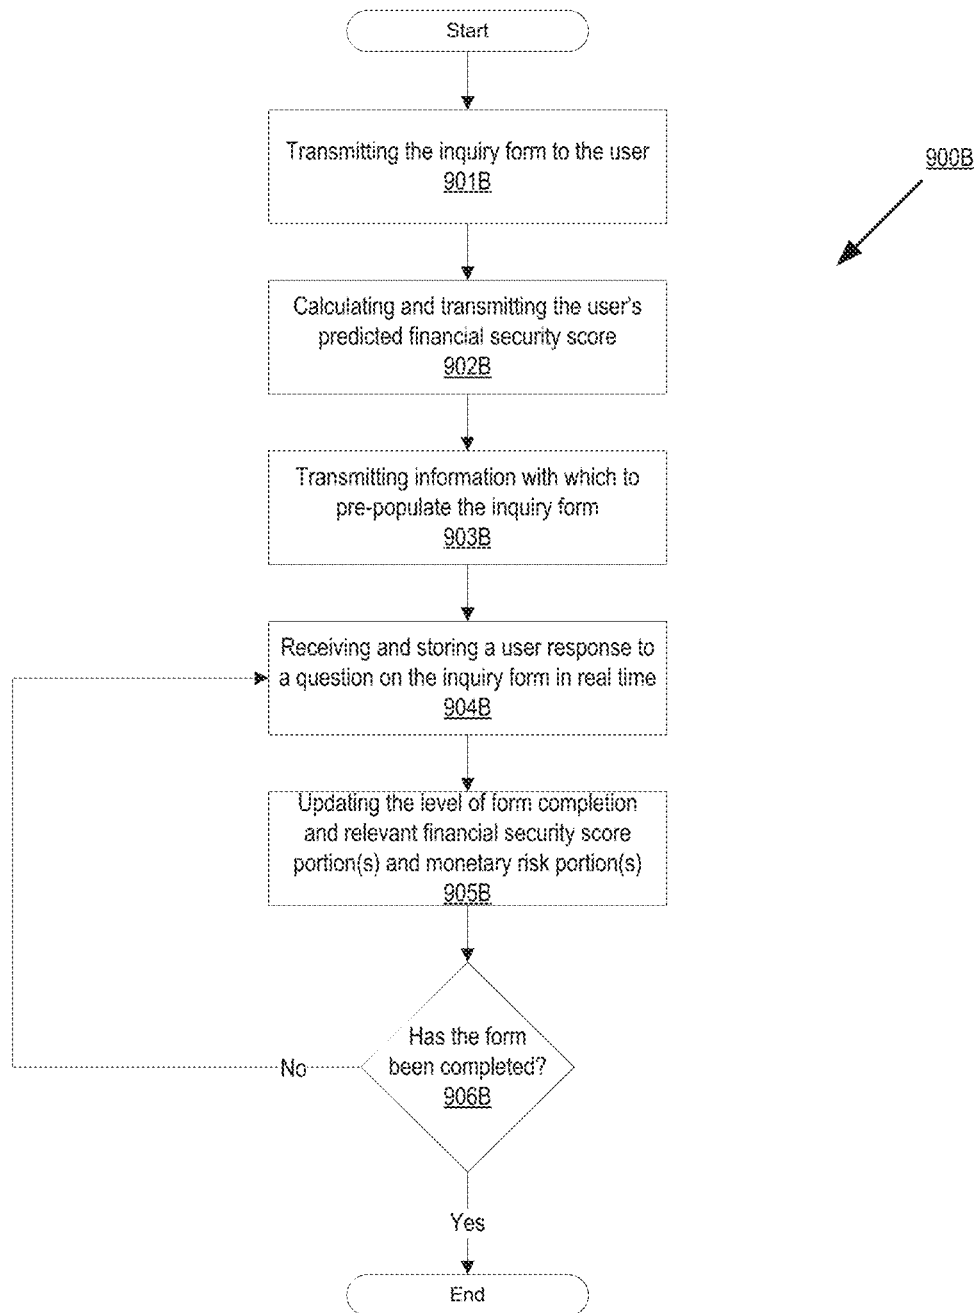 Start
Transmitting the inquiry form to the user
901B
900B
Calculating and transmitting the user's
predicted financial security score
902B
Transmitting information with which to
pre-populate the inquiry form
903B
Receiving and storing a user response to
a question on the inquiry form in real time
904B
Updating the level of form completion
and relevant financial security score
portion(s) and monetary risk portion(s)
905B
Has the form
been completed?
906B
No
Yes
End